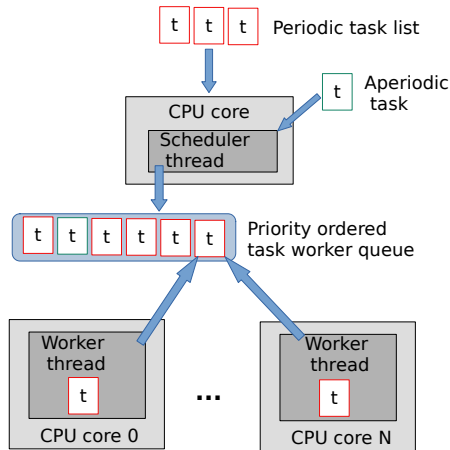 t t t Periodic task list
t Aperiodic
task
CPU core
Scheduler
thread
t t t t t t
Priority ordered
task worker queue
Worker
thread
t
CPU core 0
...
Worker
thread
t
CPU core N